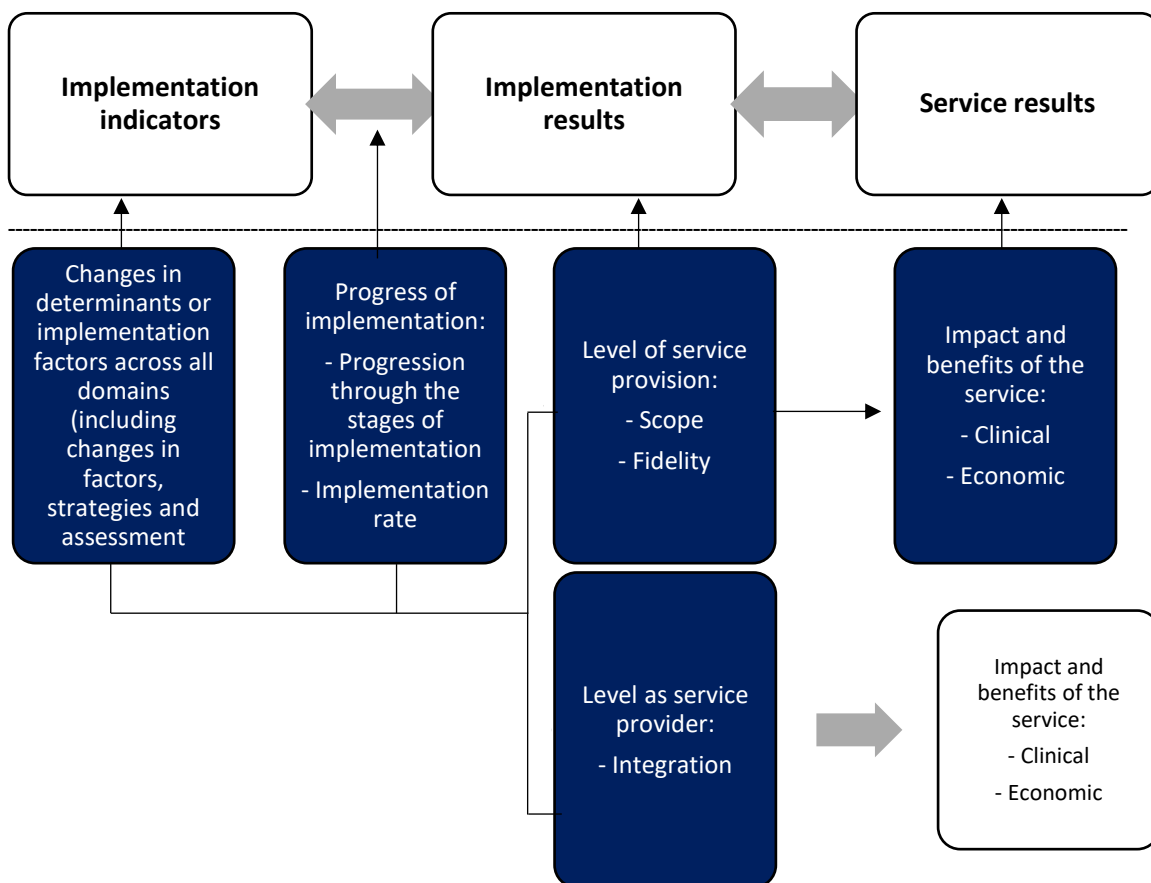 Implementation
indicators
Implementation
results
Service results
Changes in
determinants or
implementation
factors across all
domains
(including
changes in
factors,
strategies and
assessment
Progress of
implementation:
- Progression
through the
stages of
implementation
- Implementation
rate
Level of service
provision:
- Scope
- Fidelity
Impact and
benefits of the
service:
- Clinical
- Economic
Level as service
provider:
- Integration
Impact and
benefits of the
service:
- Clinical
- Economic